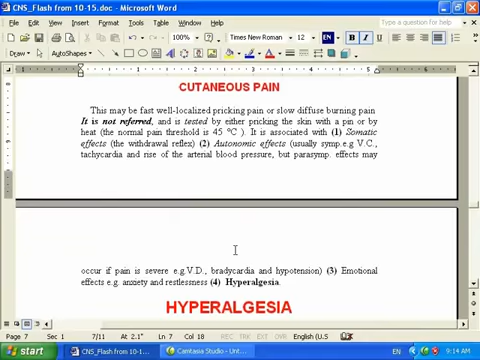 CNS_Flash from 10-15.doc - Microsoft Word
File Edit View Insert Format Tools Table Window Help
Type a question for help
100% Times New Roman 12 B I U
Draw AutoShapes
CUTANEOUS PAIN
This may be fast well-localized pricking pain or slow diffuse burning pain
It is not referred, and is tested by either pricking the skin with a pin or by
heat (the normal pain threshold is 45 °C ). It is associated with (1) Somatic
effects (the withdrawal reflex) (2) Autonomic effects (usually symp.e.g V.C.,
tachycardia and rise of the arterial blood pressure, but parasymp. effects may
occur if pain is severe e.g.V.D., bradycardia and hypotension) (3) Emotional
effects e.g. anxiety and restlessness (4) Hyperalgesia.
HYPERALGESIA
Page 7 Sec 1 7/11 At 2.1" Ln 7 Col 18 REC TRK EXT OVR English (U.S
start CNS_Flash from 10-15... Camtasia Studio - Unt... EN 9:14 AM